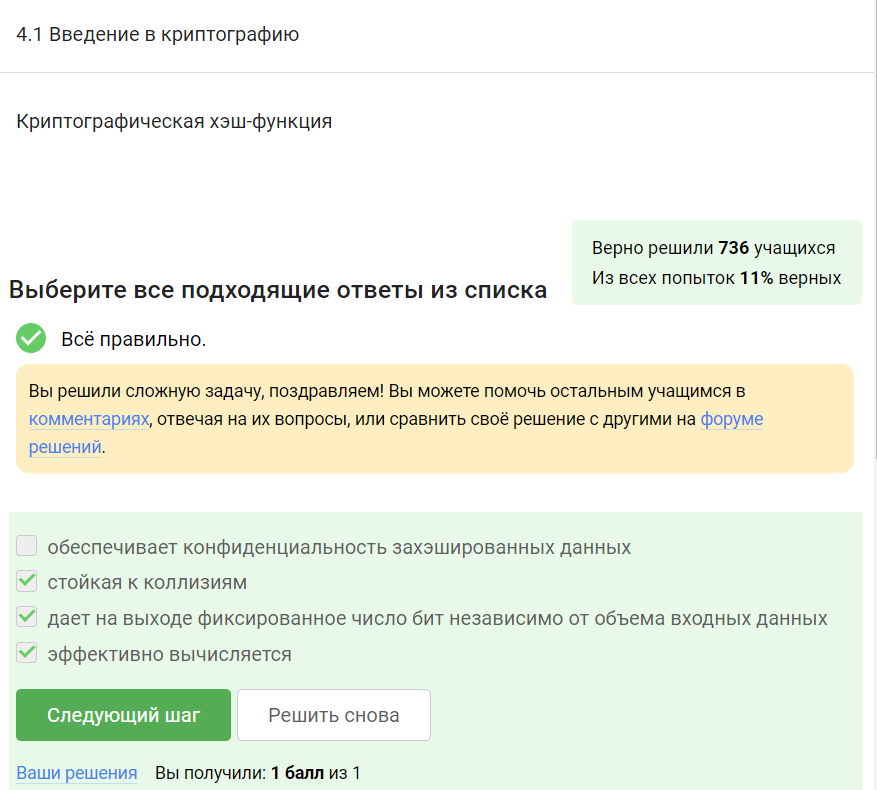 4.1 Введение в криптографию
Криптографическая хэш-функция
Верно решили 736 учащихся
Из всех попыток 11% верных
Выберите все подходящие ответы из списка
Всё правильно.
Вы решили сложную задачу, поздравляем! Вы можете помочь остальным учащимся в
комментариях, отвечая на их вопросы, или сравнить своё решение с другими на форуме
решений.
обеспечивает конфиденциальность захэшированных данных
стойкая к коллизиям
дает на выходе фиксированное число бит независимо от объема входных данных
эффективно вычисляется
Следующий шаг
Решить снова
Ваши решения Вы получили: 1 балл из 1